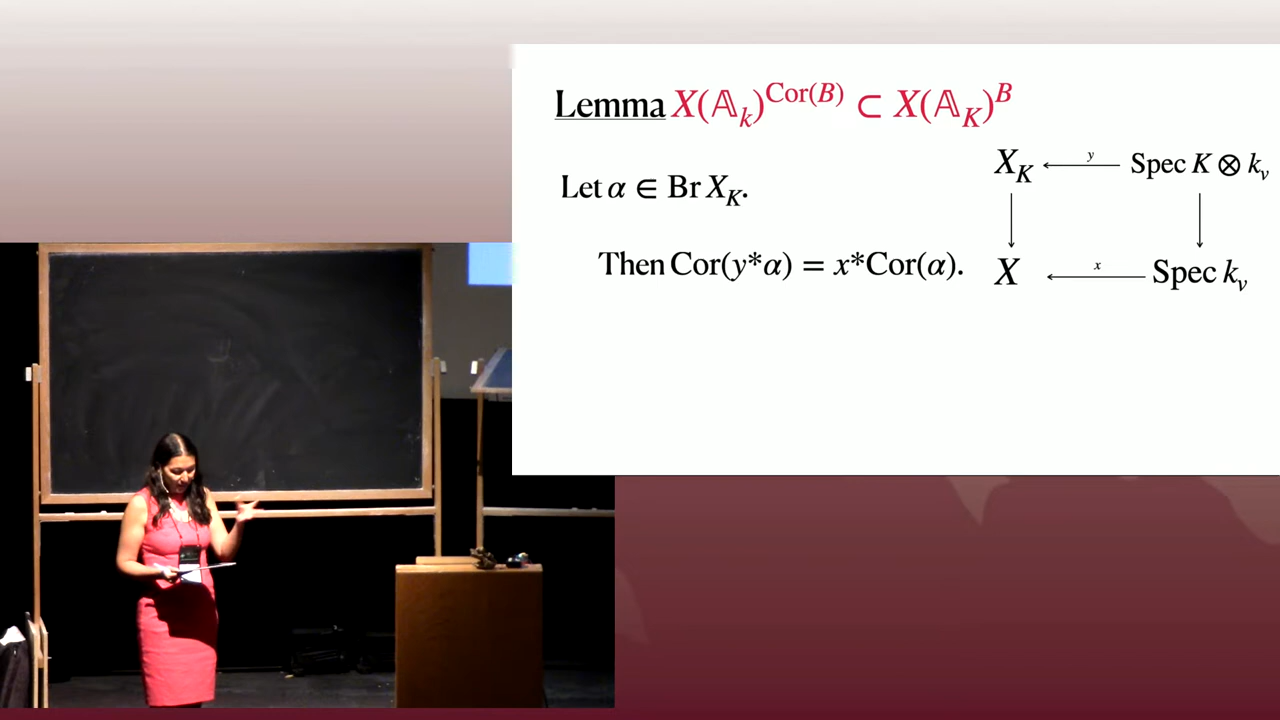 Lemma X(𝔸_k)^{Cor(B)} ⊂ X(𝔸_K)^B
Let α ∈ Br X_K.
Then Cor(y*α) = x*Cor(α).
X_K ←y— Spec K ⊗ k_v
↓ ↓
X ←x— Spec k_v